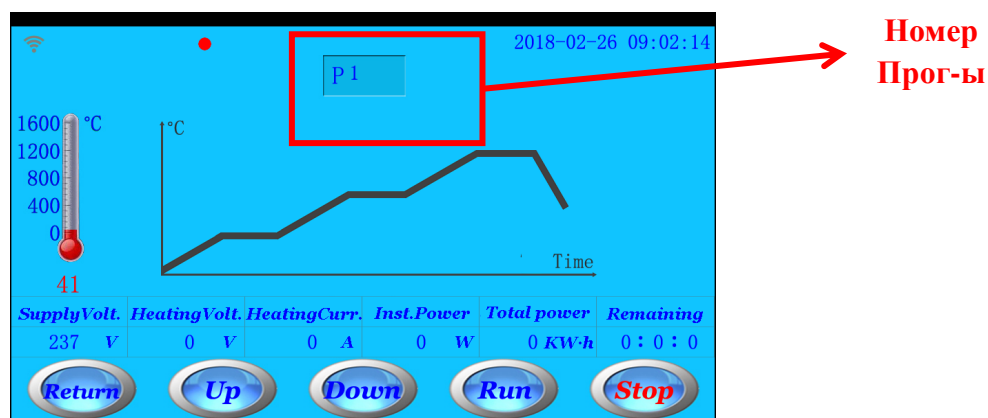 2018-02-26 09:02:14
Номер
Прог-ы
P 1
1600 °C
1200
800
400
0
41
°C
Time
SupplyVolt. HeatingVolt. HeatingCurr. Inst.Power Total power Remaining
237 V 0 V 0 A 0 W 0 KW·h 0:0:0
Return Up Down Run Stop